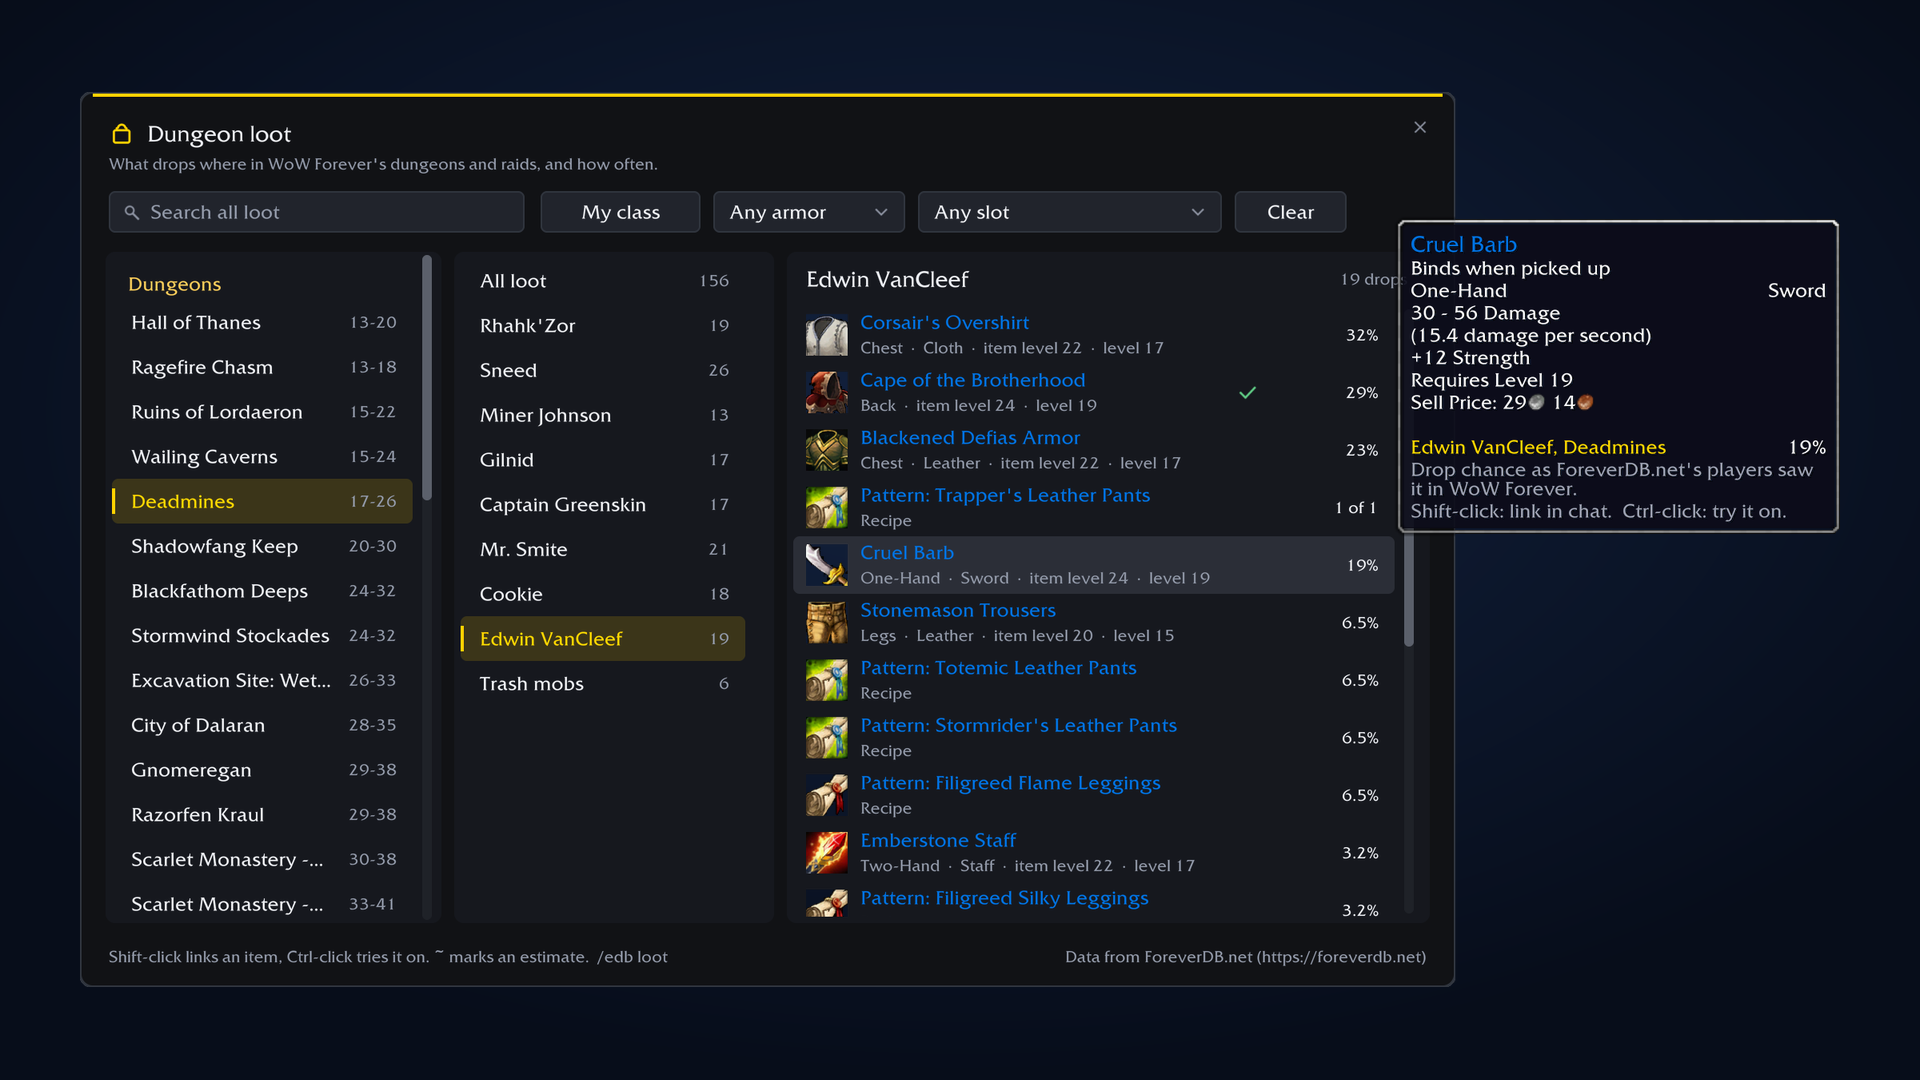 Dungeon loot
What drops where in WoW Forever's dungeons and raids, and how often.
Search all loot
My class
Any armor
Any slot
Clear
Dungeons
Hall of Thanes 13-20
Ragefire Chasm 13-18
Ruins of Lordaeron 15-22
Wailing Caverns 15-24
Deadmines 17-26
Shadowfang Keep 20-30
Blackfathom Deeps 24-32
Stormwind Stockades 24-32
Excavation Site: Wet... 26-33
City of Dalaran 28-35
Gnomeregan 29-38
Razorfen Kraul 29-38
Scarlet Monastery -... 30-38
Scarlet Monastery -... 33-41
All loot 156
Rhahk'Zor 19
Sneed 26
Miner Johnson 13
Gilnid 17
Captain Greenskin 17
Mr. Smite 21
Cookie 18
Edwin VanCleef 19
Trash mobs 6
Edwin VanCleef 19 drops
Corsair's Overshirt
Chest · Cloth · item level 22 · level 17
32%
Cape of the Brotherhood
Back · item level 24 · level 19
29%
Blackened Defias Armor
Chest · Leather · item level 22 · level 17
23%
Pattern: Trapper's Leather Pants
Recipe
1 of 1
Cruel Barb
One-Hand · Sword · item level 24 · level 19
19%
Stonemason Trousers
Legs · Leather · item level 20 · level 15
6.5%
Pattern: Totemic Leather Pants
Recipe
6.5%
Pattern: Stormrider's Leather Pants
Recipe
6.5%
Pattern: Filigreed Flame Leggings
Recipe
6.5%
Emberstone Staff
Two-Hand · Staff · item level 22 · level 17
3.2%
Pattern: Filigreed Silky Leggings
3.2%
Cruel Barb
Binds when picked up
One-Hand Sword
30 - 56 Damage
(15.4 damage per second)
+12 Strength
Requires Level 19
Sell Price: 29 14
Edwin VanCleef, Deadmines 19%
Drop chance as ForeverDB.net's players saw
it in WoW Forever.
Shift-click: link in chat. Ctrl-click: try it on.
Shift-click links an item, Ctrl-click tries it on. ~ marks an estimate. /edb loot
Data from ForeverDB.net (https://foreverdb.net)